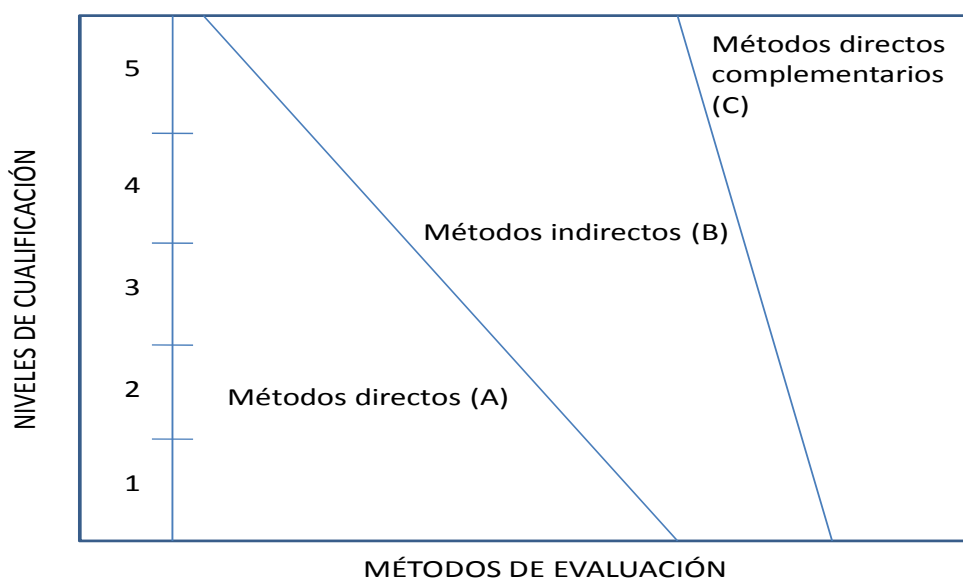 NIVELES DE CUALIFICACIÓN
5
4
3
2
1
Métodos directos
complementarios
(C)
Métodos indirectos (B)
Métodos directos (A)
MÉTODOS DE EVALUACIÓN